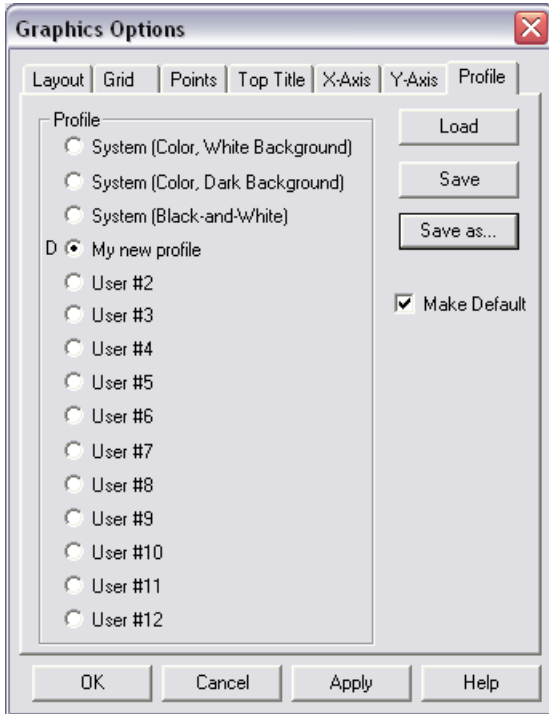 Graphics Options
Layout
Grid
Points
Top Title
X-Axis
Y-Axis
Profile
Profile
System (Color, White Background)
System (Color, Dark Background)
System (Black-and-White)
D My new profile
User #2
User #3
User #4
User #5
User #6
User #7
User #8
User #9
User #10
User #11
User #12
Load
Save
Save as...
Make Default
OK
Cancel
Apply
Help